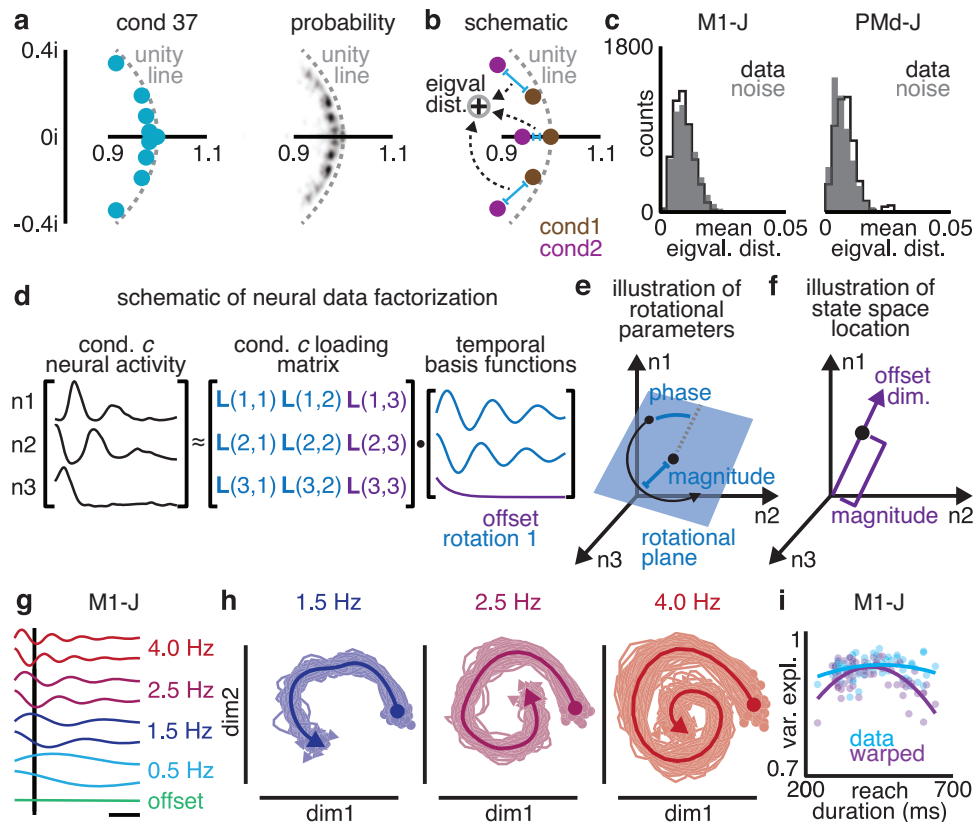 a
cond 37
probability
0.4i
0i
-0.4i
unity
line
0.9
1.1
unity
line
0.9
1.1
b
schematic
unity
line
eigval
dist.
+
0.9
1.1
cond1
cond2
c
M1-J
PMd-J
1800
counts
0
data
noise
data
noise
0
mean
0.05
eigval. dist.
0
mean
0.05
eigval. dist.
d
schematic of neural data factorization
cond. c
neural activity
cond. c loading
matrix
temporal
basis functions
n1
n2
n3
≈
L(1,1) L(1,2) L(1,3)
L(2,1) L(2,2) L(2,3)
L(3,1) L(3,2) L(3,3)
•
offset
rotation 1
e
illustration of
rotational
parameters
n1
phase
magnitude
n2
rotational
plane
n3
f
illustration of
state space
location
n1
offset
dim.
n2
magnitude
n3
g
M1-J
4.0 Hz
2.5 Hz
1.5 Hz
0.5 Hz
offset
h
1.5 Hz
2.5 Hz
4.0 Hz
dim2
dim1
dim1
dim1
i
M1-J
1
var. expl.
0.7
data
warped
200
reach
700
duration (ms)